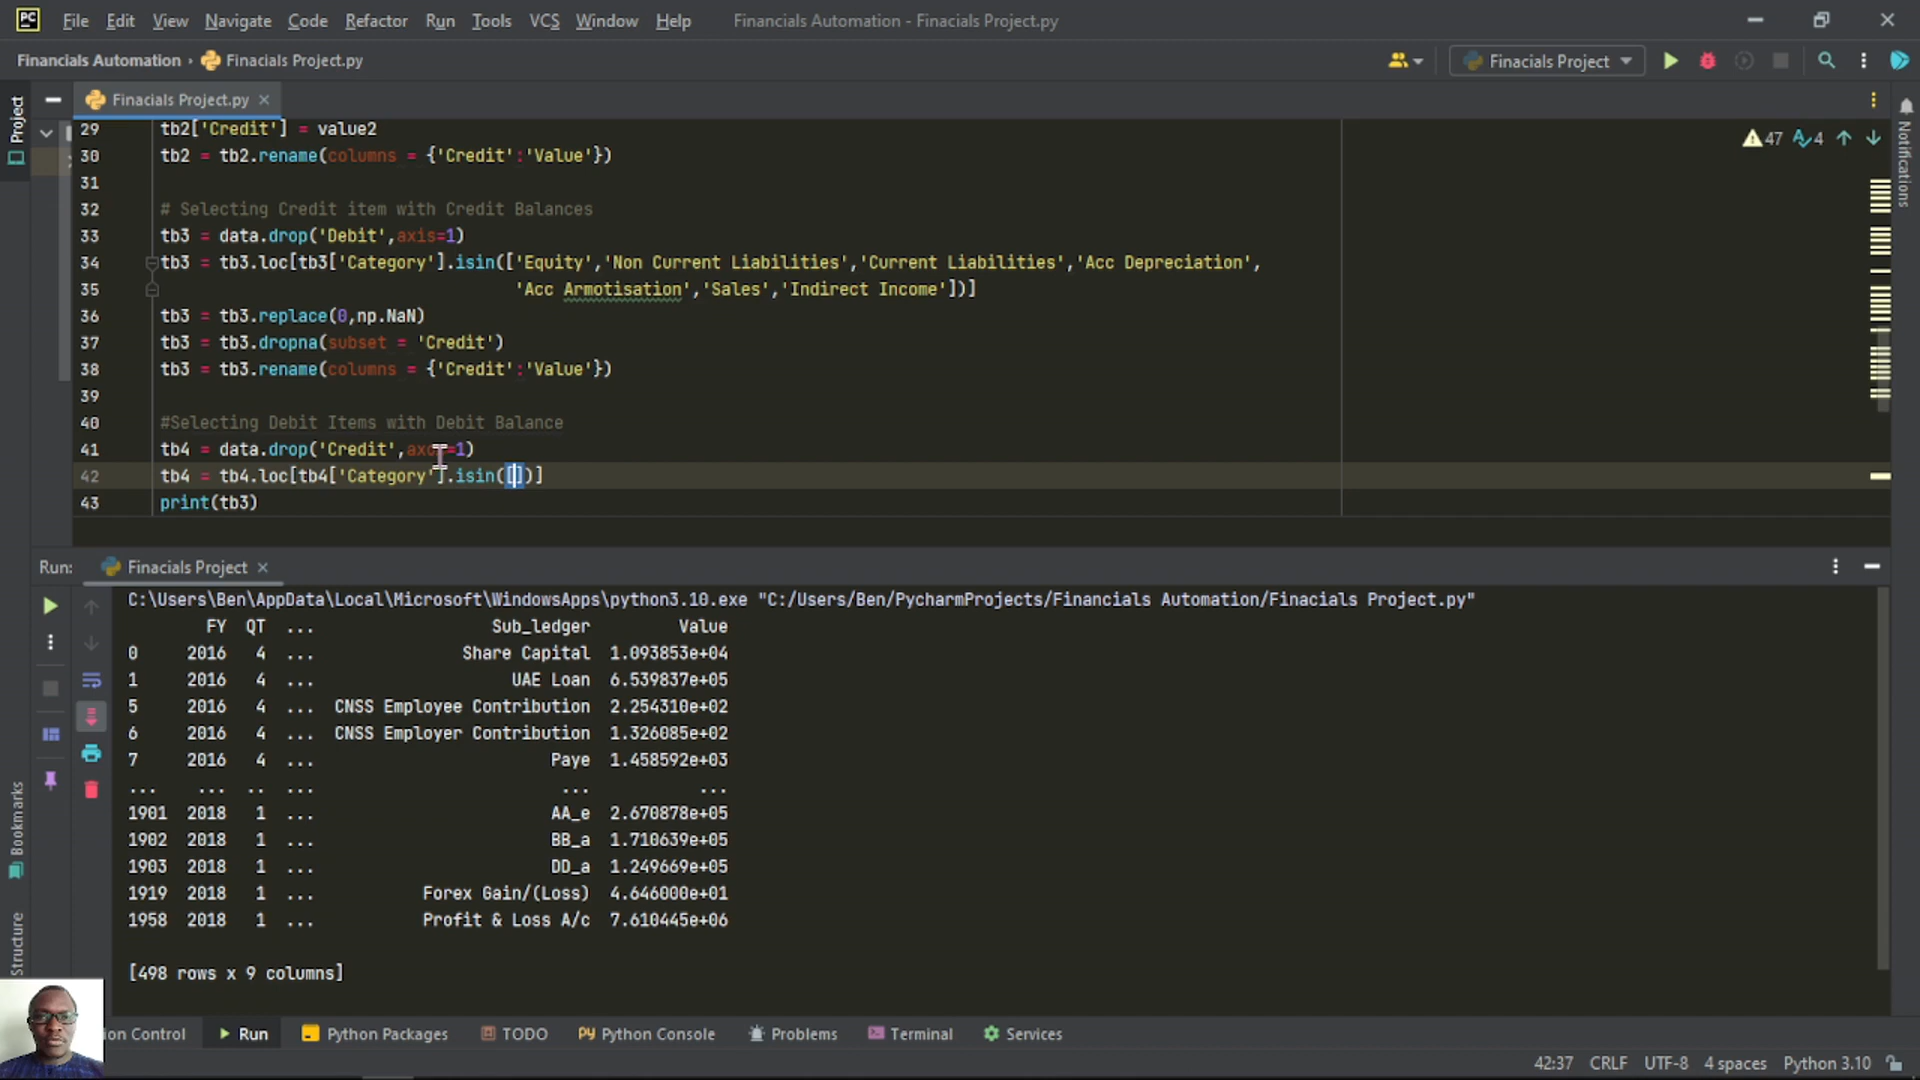 PC File Edit View Navigate Code Refactor Run Tools VCS Window Help Financials Automation - Finacials Project.py
Financials Automation Finacials Project.py Finacials Project
Project
Finacials Project.py
Notifications
47 4
29 tb2['Credit'] = value2
30 tb2 = tb2.rename(columns = {'Credit':'Value'})
31
32 # Selecting Credit item with Credit Balances
33 tb3 = data.drop('Debit',axis=1)
34 tb3 = tb3.loc[tb3['Category'].isin(['Equity','Non Current Liabilities','Current Liabilities','Acc Depreciation',
35 'Acc Armotisation','Sales','Indirect Income'])]
36 tb3 = tb3.replace(0,np.NaN)
37 tb3 = tb3.dropna(subset = 'Credit')
38 tb3 = tb3.rename(columns = {'Credit':'Value'})
39
40 #Selecting Debit Items with Debit Balance
41 tb4 = data.drop('Credit', =1)
42 tb4 = tb4.loc[tb4['Category'].isin([])]
43 print(tb3)
Run: Finacials Project
C:\Users\Ben\AppData\Local\Microsoft\WindowsApps\python3.10.exe "C:/Users/Ben/PycharmProjects/Financials Automation/Finacials Project.py"
FY QT ... Sub_ledger Value
0 2016 4 ... Share Capital 1.093853e+04
1 2016 4 ... UAE Loan 6.539837e+05
5 2016 4 ... CNSS Employee Contribution 2.254310e+02
6 2016 4 ... CNSS Employer Contribution 1.326085e+02
7 2016 4 ... Paye 1.458592e+03
... ... .. ... ... ...
1901 2018 1 ... AA_e 2.670878e+05
1902 2018 1 ... BB_a 1.710639e+05
1903 2018 1 ... DD_a 1.249669e+05
1919 2018 1 ... Forex Gain/(Loss) 4.646000e+01
1958 2018 1 ... Profit & Loss A/c 7.610445e+06
[498 rows x 9 columns]
Bookmarks
Structure
on Control Run Python Packages TODO Python Console Problems Terminal Services
42:37 CRLF UTF-8 4 spaces Python 3.10